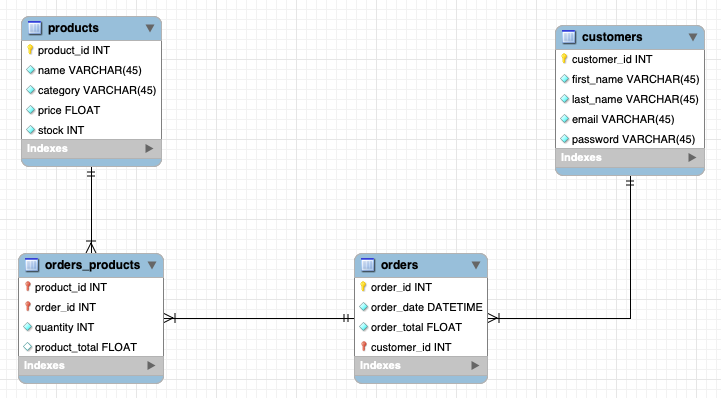 products
product_id INT
name VARCHAR(45)
category VARCHAR(45)
price FLOAT
stock INT
Indexes
customers
customer_id INT
first_name VARCHAR(45)
last_name VARCHAR(45)
email VARCHAR(45)
password VARCHAR(45)
Indexes
orders_products
product_id INT
order_id INT
quantity INT
product_total FLOAT
Indexes
orders
order_id INT
order_date DATETIME
order_total FLOAT
customer_id INT
Indexes